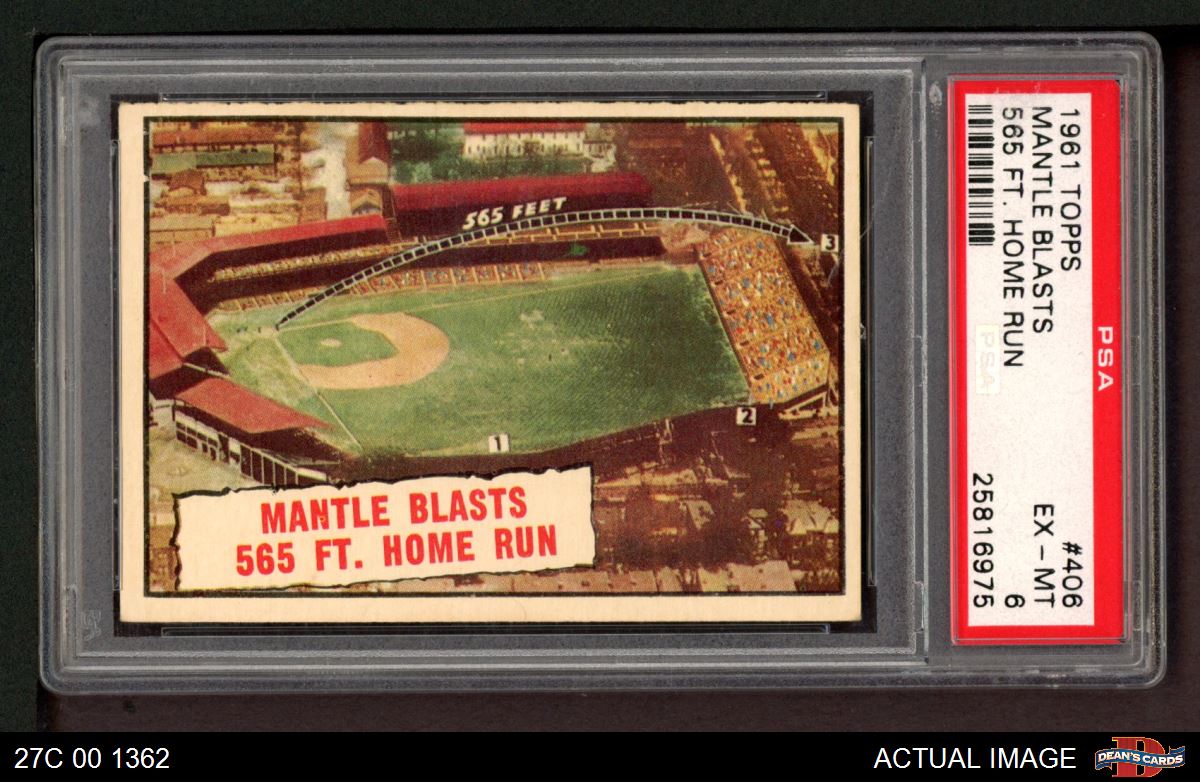 565 FEET
3
2
1
MANTLE BLASTS
565 FT. HOME RUN
PSA
1961 TOPPS #406
MANTLE BLASTS EX - MT
565 FT. HOME RUN 6
25816975
PSA
27C 00 1362
ACTUAL IMAGE
DEAN'S CARDS